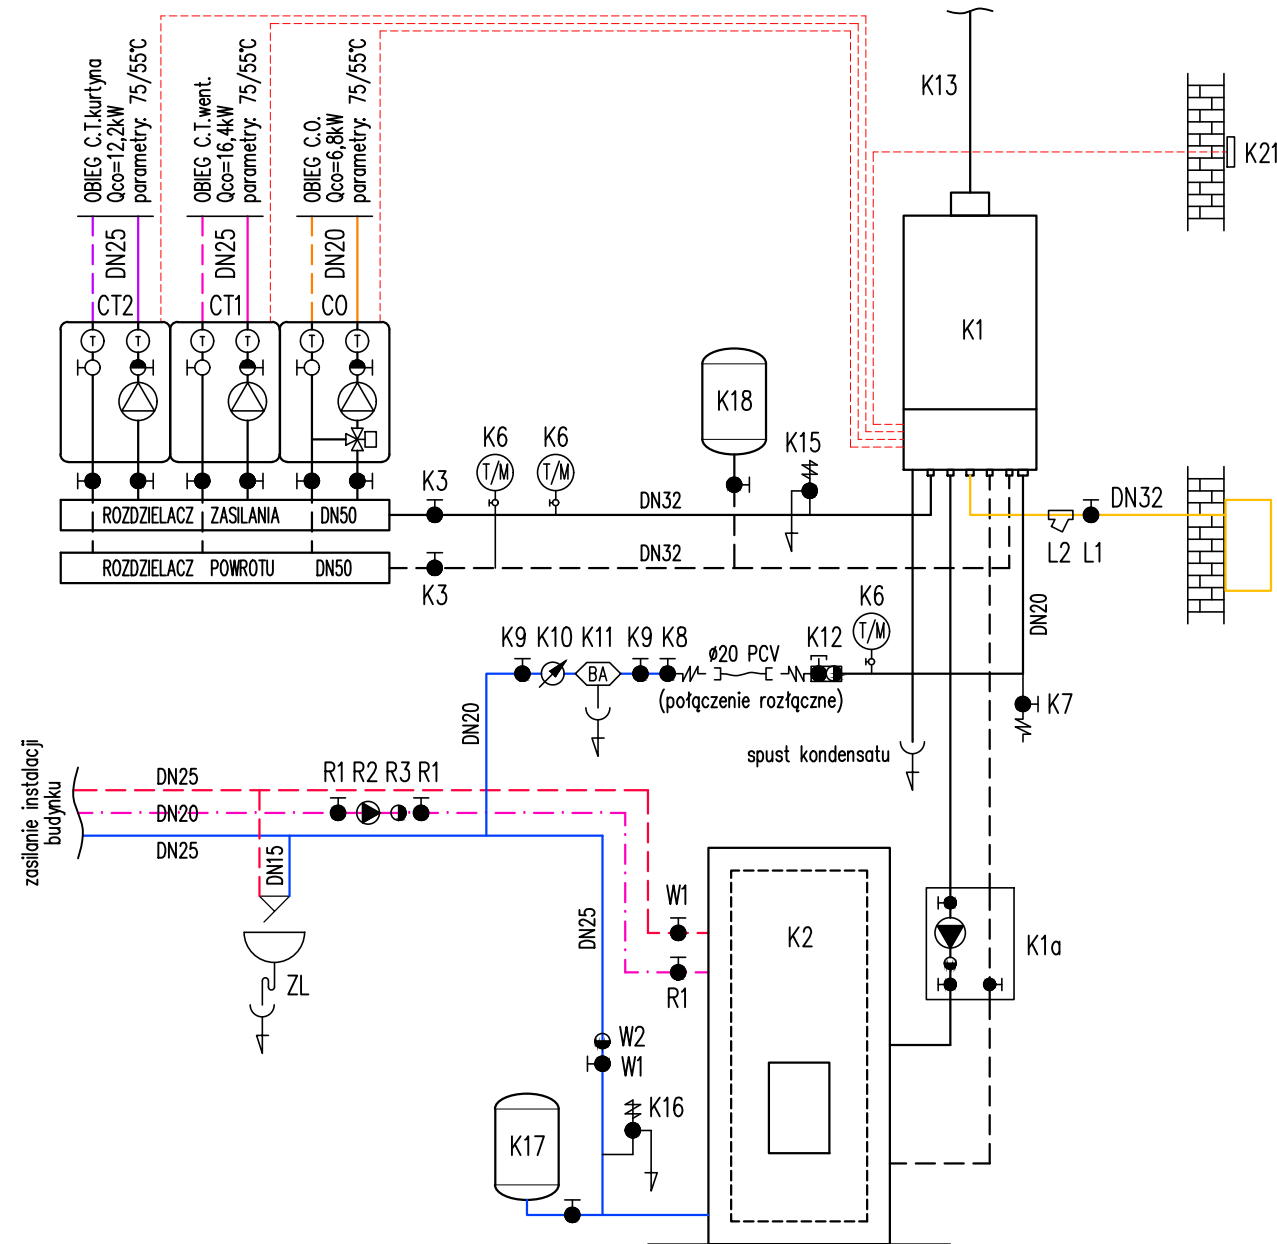 OBIEG C.T.kurtyna
Qco=12,2kW
parametry: 75/55°C
OBIEG C.T.went.
Qco=16,4kW
parametry: 75/55°C
OBIEG C.O.
Qco=6,8kW
parametry: 75/55°C
K13
K21
DN25
DN25
DN20
CT2
CT1
CO
K1
T
T
T
T
T
T
K18
K6
K6
K15
T/M
T/M
K3
DN32
DN32
ROZDZIELACZ ZASILANIA DN50
L2
L1
DN32
ROZDZIELACZ POWROTU DN50
K3
K6
T/M
DN20
K9
K10
K11
K9
K8
ø20 PCV
K12
BA
(połączenie rozłączne)
K7
DN20
spust kondensatu
zasilanie instalacji
budynku
DN25
R1
R2
R3
R1
DN20
DN25
DN15
W1
K2
DN25
K1a
ZL
R1
W2
W1
K16
K17